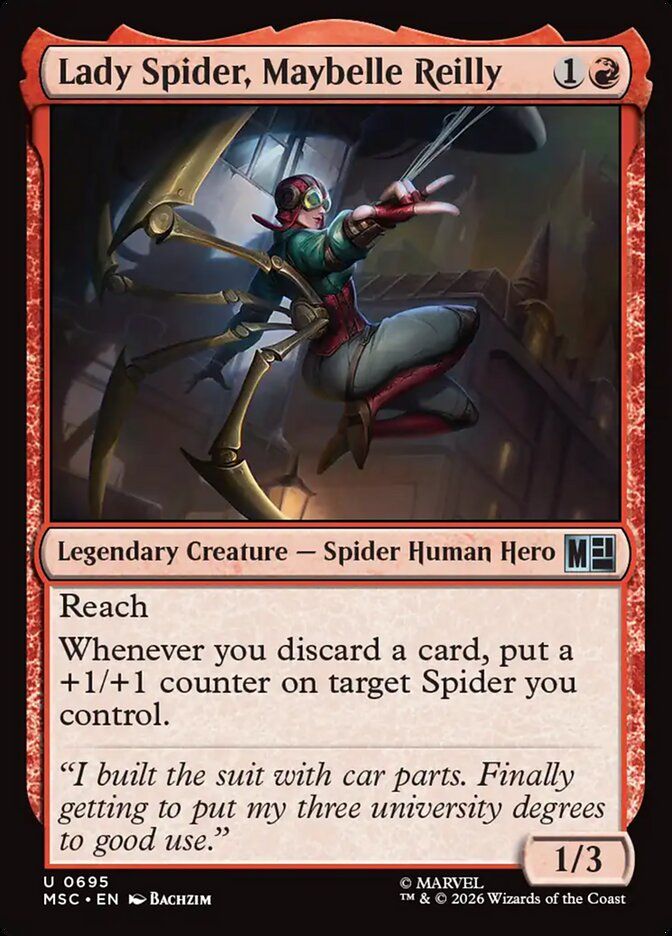 Lady Spider, Maybelle Reilly 1
Legendary Creature — Spider Human Hero M
Reach
Whenever you discard a card, put a
+1/+1 counter on target Spider you
control.
“I built the suit with car parts. Finally
getting to put my three university degrees
to good use.”
1/3
U 0695
MSC • EN Bachzim
© MARVEL
™ & © 2026 Wizards of the Coast